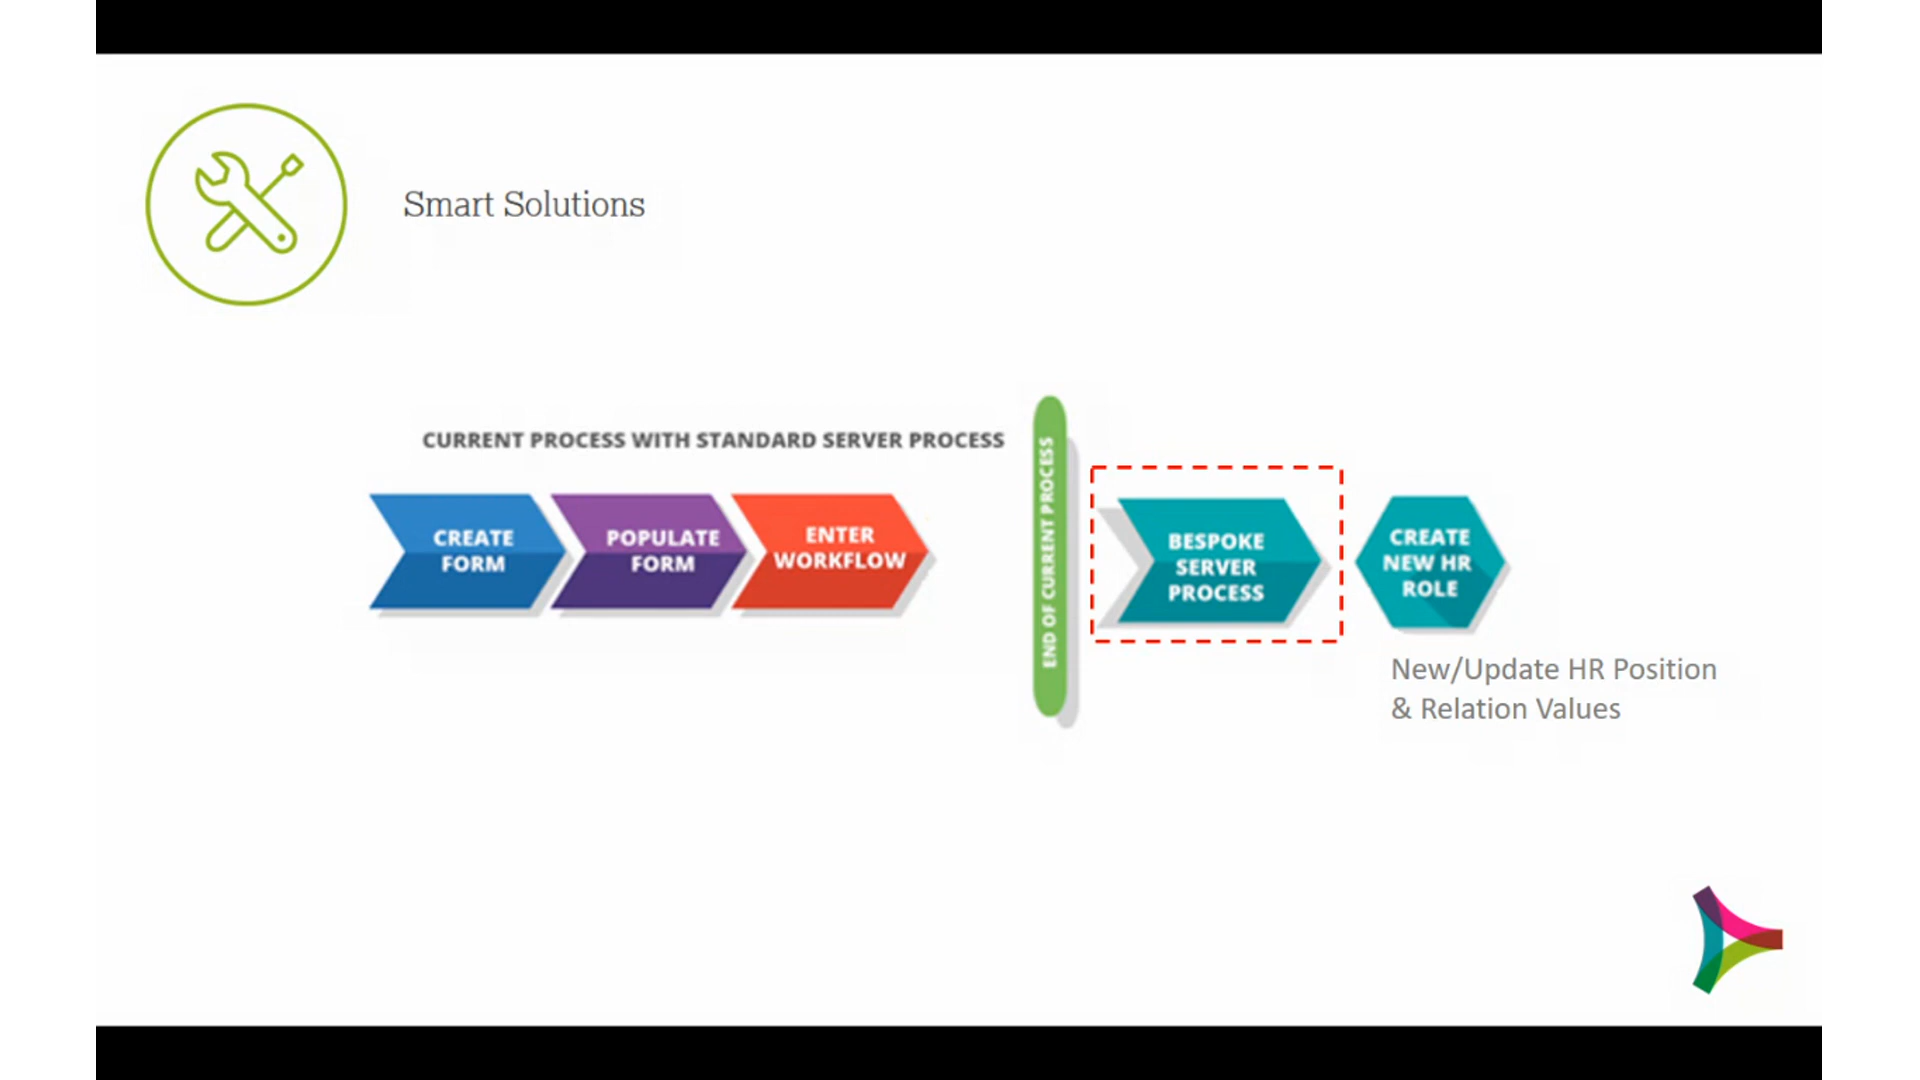 Smart Solutions
CURRENT PROCESS WITH STANDARD SERVER PROCESS
CREATE
FORM
POPULATE
FORM
ENTER
WORKFLOW
END OF CURRENT PROCESS
BESPOKE
SERVER
PROCESS
CREATE
NEW HR
ROLE
New/Update HR Position
& Relation Values